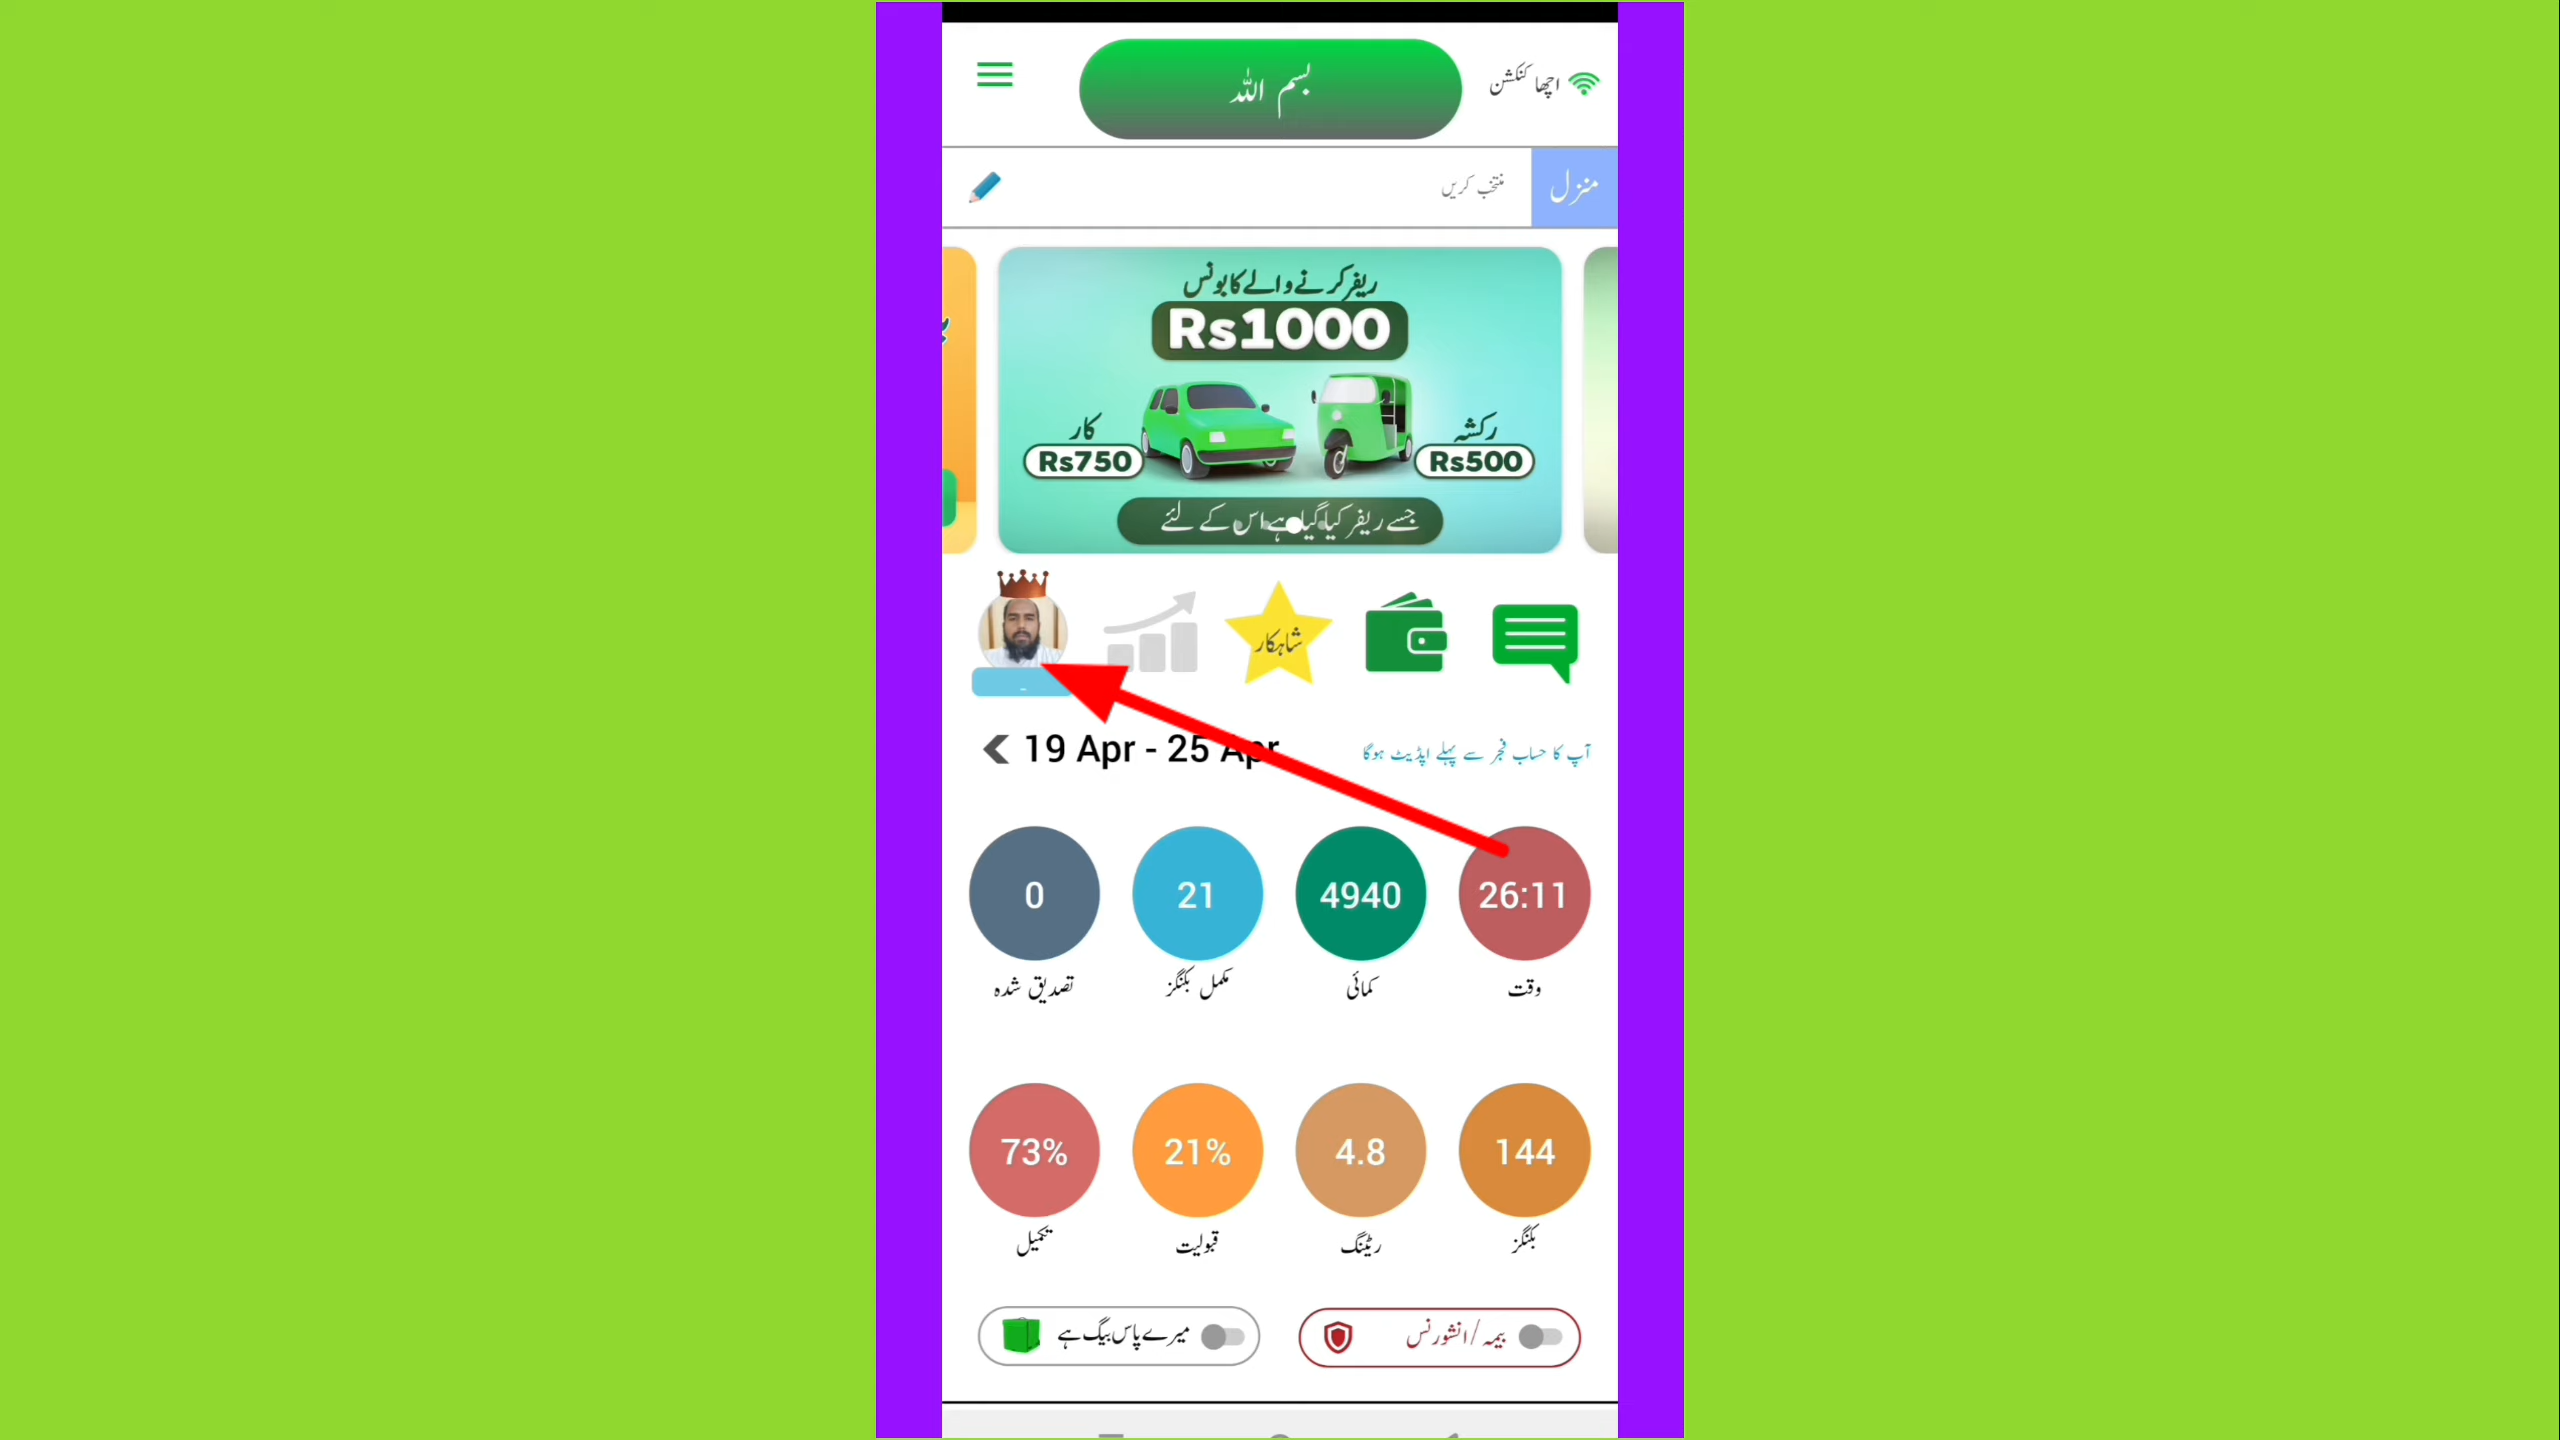 بسم اللہ
اچھا کنکشن
منزل
منتخب کریں
ریفر کرنے والے کا بونس
Rs1000
کار
رکشہ
Rs750
Rs500
جسے ریفر کیا گیا ہے اس کے لئے
شاہکار
19 Apr - 25 Apr
آپ کا حساب فجر سے پہلے اپڈیٹ ہوگا
0
21
4940
26:11
تصدیق شدہ
مکمل بکنگز
کمائی
وقت
73%
21%
4.8
144
تکمیل
قبولیت
ریٹنگ
بکنگز
میرے پاس بیگ ہے
بیمہ/انشورنس